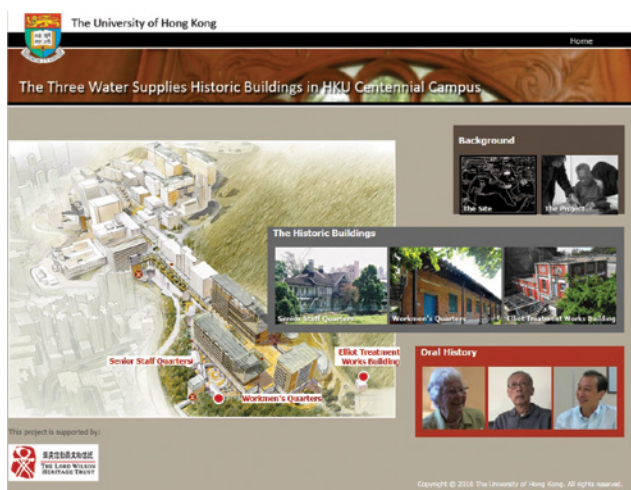 The University of Hong Kong
Home
The Three Water Supplies Historic Buildings in HKU Centennial Campus
Background
The Site
The Project
The Historic Buildings
Senior Staff Quarters
Workmen's Quarters
Elliot Treatment Works Building
Senior Staff Quarters
Elliot Treatment
Works Building
Workmen's Quarters
Oral History
This project is supported by:
THE LORD WILSON
HERITAGE TRUST
Copyright © 2016 The University of Hong Kong. All rights reserved.